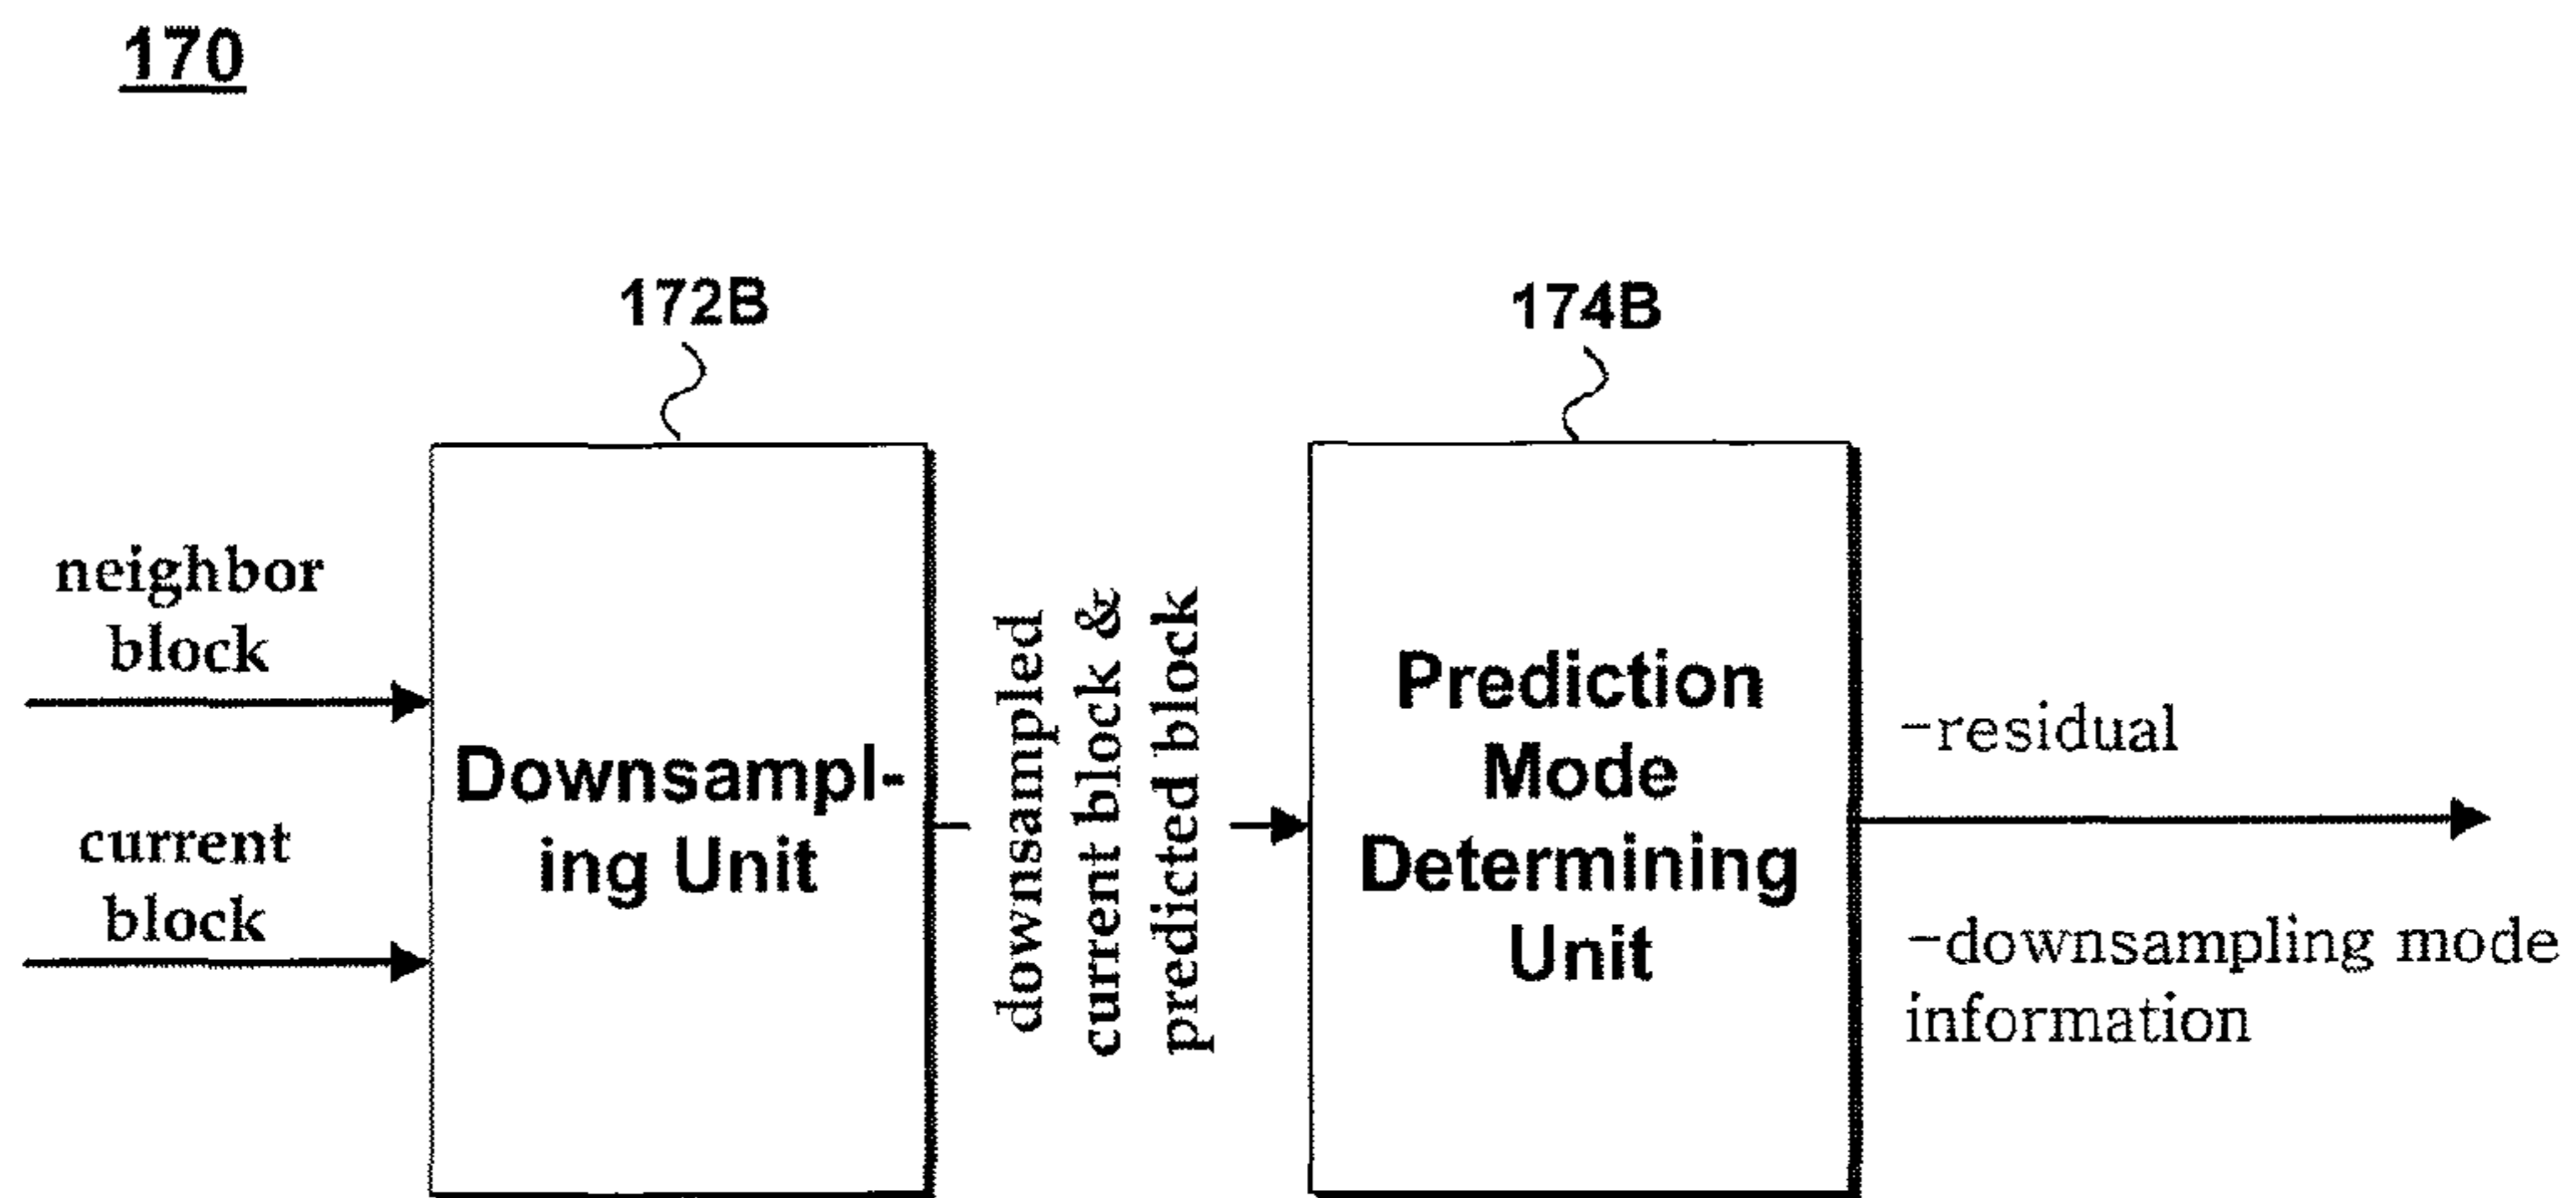 170
172B
174B
neighbor
block
current
block
Downsampl-
ing Unit
downsampled
current block &
predicted block
Prediction
Mode
Determining
Unit
-residual
-downsampling mode
information